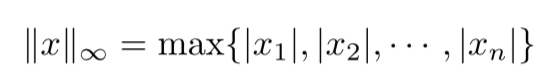 ‖x‖∞ = max{|x₁|, |x₂|, ⋯ , |xₙ|}